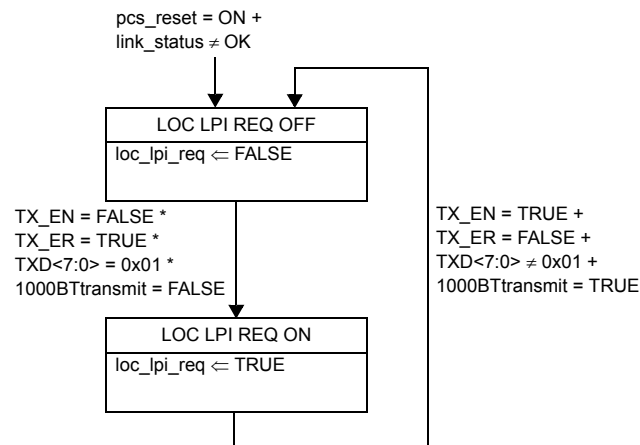 pcs_reset = ON +
link_status ≠ OK
LOC LPI REQ OFF
loc_lpi_req ⇐ FALSE
TX_EN = FALSE *
TX_ER = TRUE *
TXD<7:0> = 0x01 *
1000BTtransmit = FALSE
TX_EN = TRUE +
TX_ER = FALSE +
TXD<7:0> ≠ 0x01 +
1000BTtransmit = TRUE
LOC LPI REQ ON
loc_lpi_req ⇐ TRUE